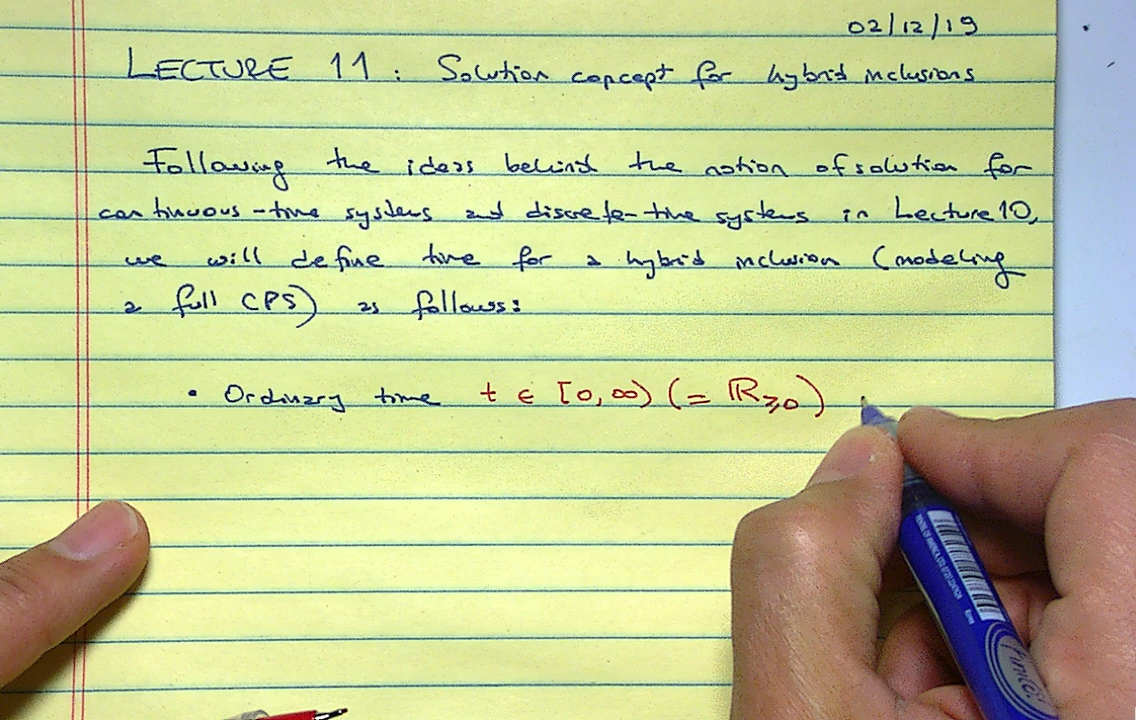 02/12/19
LECTURE 11 : Solution concept for hybrid inclusions
Following the ideas behind the notion of solution for
continuous-time systems and discrete-time systems in Lecture 10,
we will define time for a hybrid inclusion (modeling
a full CPS) as follows:
• Ordinary time t ∈ [0,∞) (= ℝ≥0)